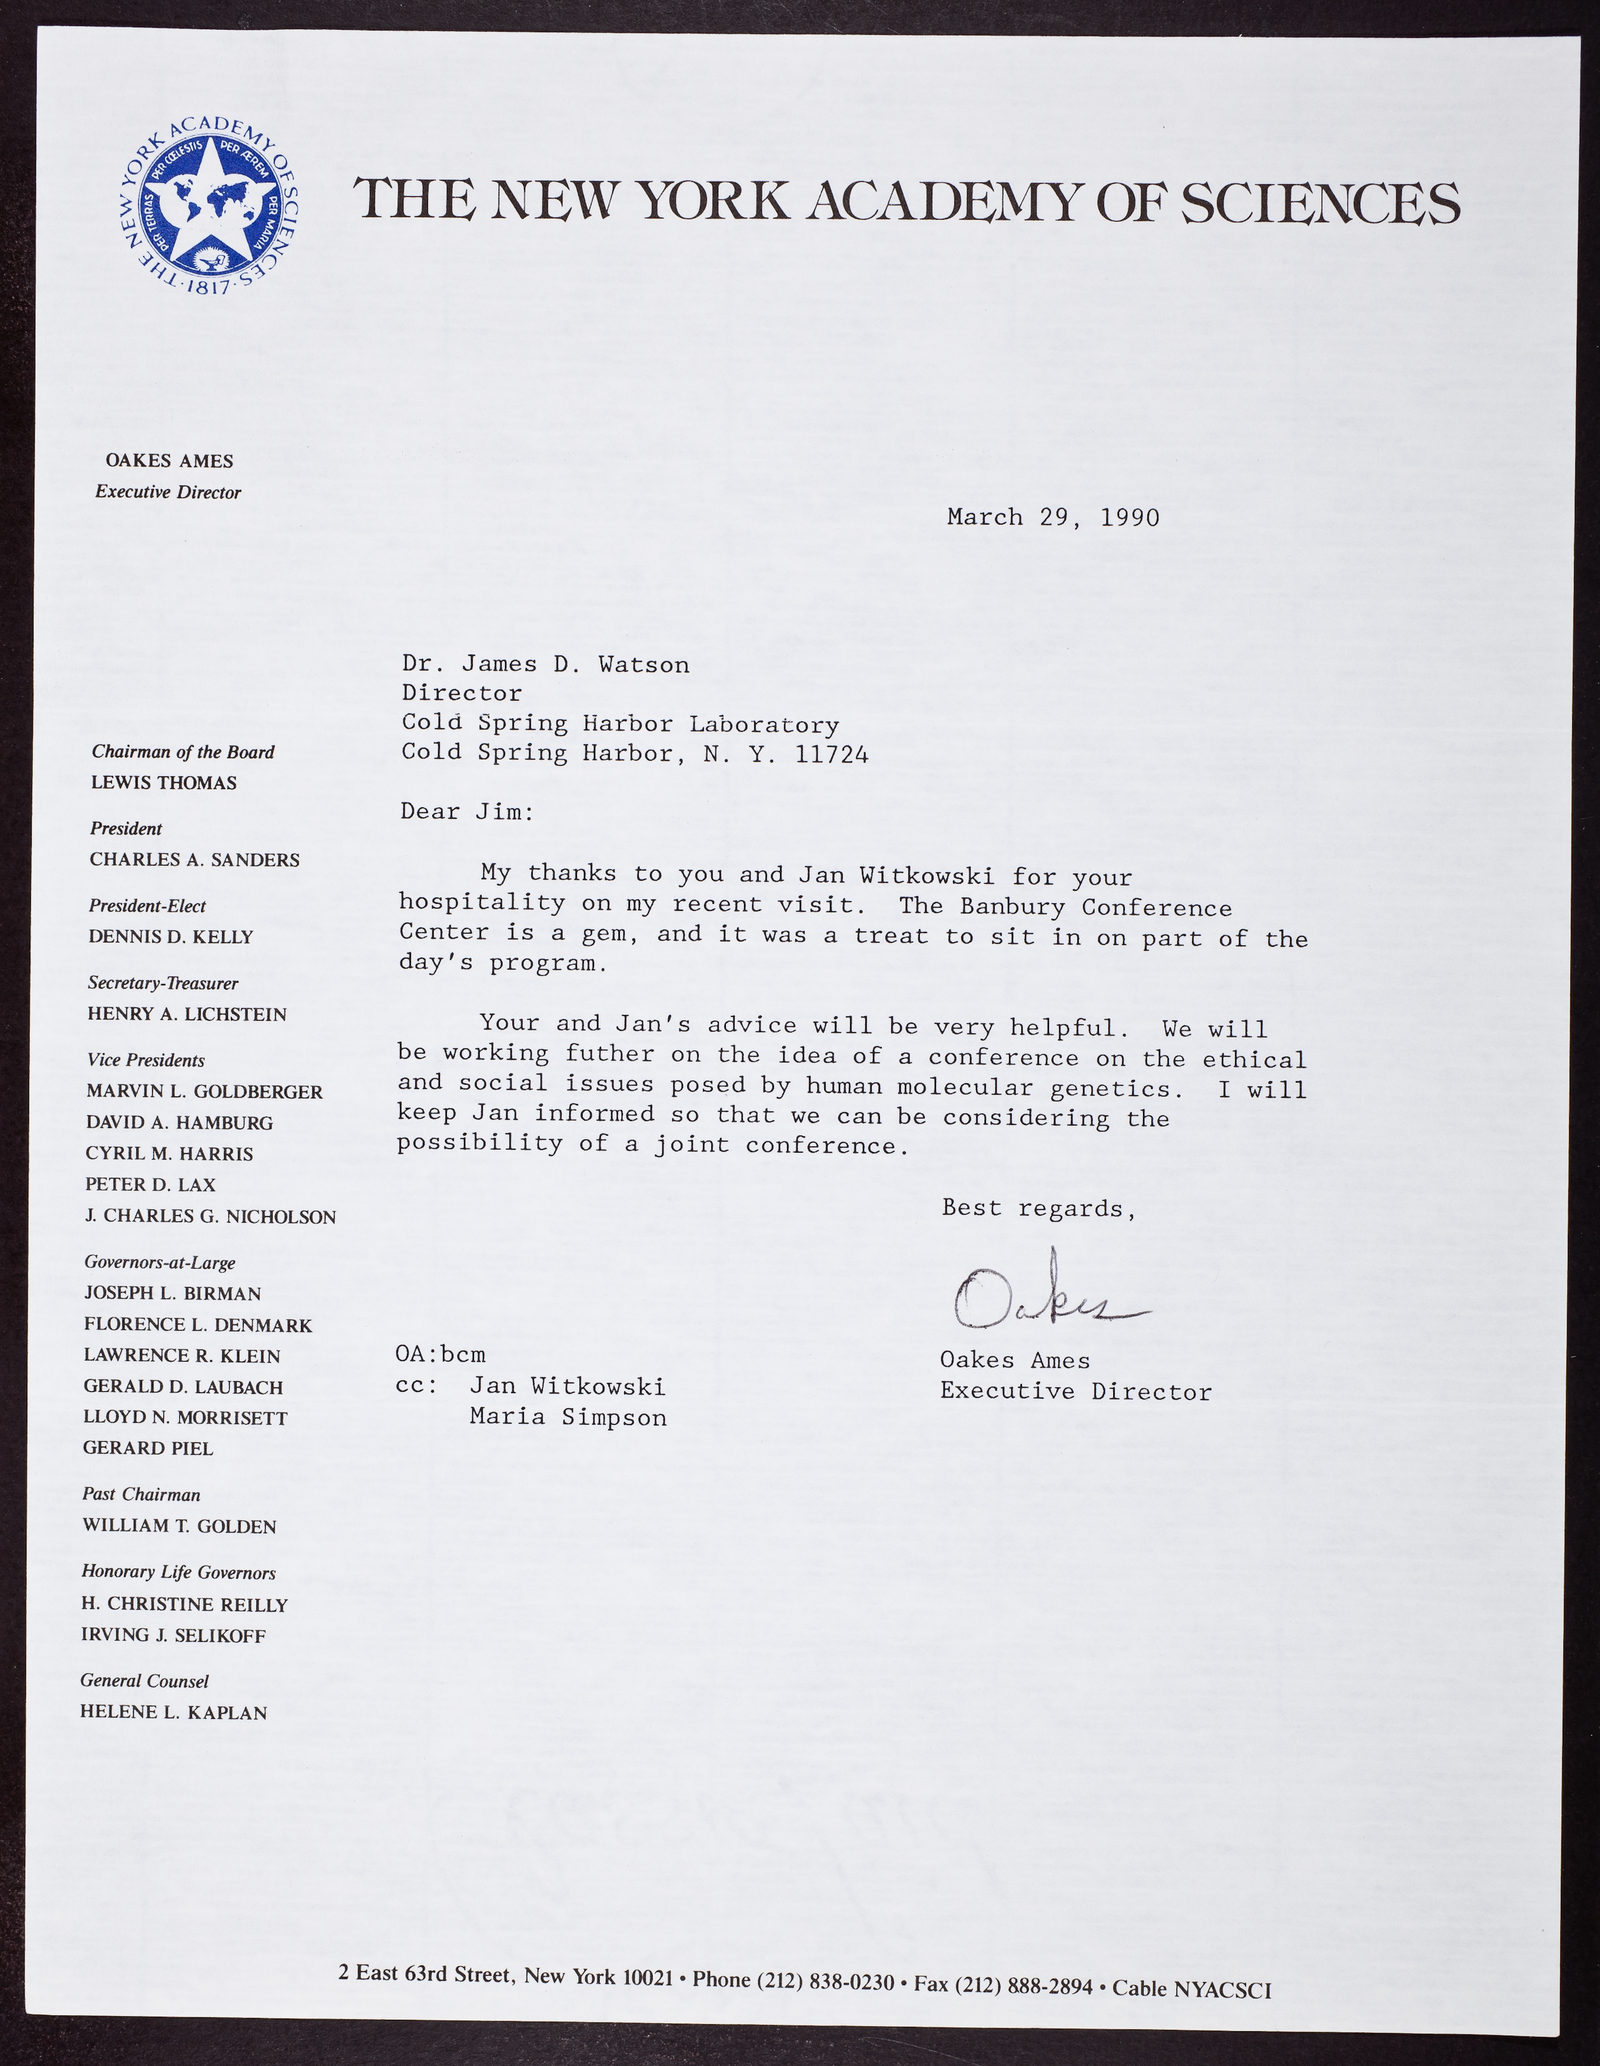 THE NEW YORK ACADEMY OF SCIENCES
· 1817 ·
PER TERRAS PER CŒLESTIS PER ÆREM PER MARIA
THE NEW YORK ACADEMY OF SCIENCES
OAKES AMES
Executive Director
March 29, 1990
Dr. James D. Watson
Director
Cold Spring Harbor Laboratory
Cold Spring Harbor, N. Y. 11724
Dear Jim:
My thanks to you and Jan Witkowski for your
hospitality on my recent visit. The Banbury Conference
Center is a gem, and it was a treat to sit in on part of the
day's program.
Your and Jan's advice will be very helpful. We will
be working futher on the idea of a conference on the ethical
and social issues posed by human molecular genetics. I will
keep Jan informed so that we can be considering the
possibility of a joint conference.
Best regards,
Oakes
Oakes Ames
Executive Director
OA:bcm
cc: Jan Witkowski
Maria Simpson
Chairman of the Board
LEWIS THOMAS
President
CHARLES A. SANDERS
President-Elect
DENNIS D. KELLY
Secretary-Treasurer
HENRY A. LICHSTEIN
Vice Presidents
MARVIN L. GOLDBERGER
DAVID A. HAMBURG
CYRIL M. HARRIS
PETER D. LAX
J. CHARLES G. NICHOLSON
Governors-at-Large
JOSEPH L. BIRMAN
FLORENCE L. DENMARK
LAWRENCE R. KLEIN
GERALD D. LAUBACH
LLOYD N. MORRISETT
GERARD PIEL
Past Chairman
WILLIAM T. GOLDEN
Honorary Life Governors
H. CHRISTINE REILLY
IRVING J. SELIKOFF
General Counsel
HELENE L. KAPLAN
2 East 63rd Street, New York 10021 • Phone (212) 838-0230 • Fax (212) 888-2894 • Cable NYACSCI